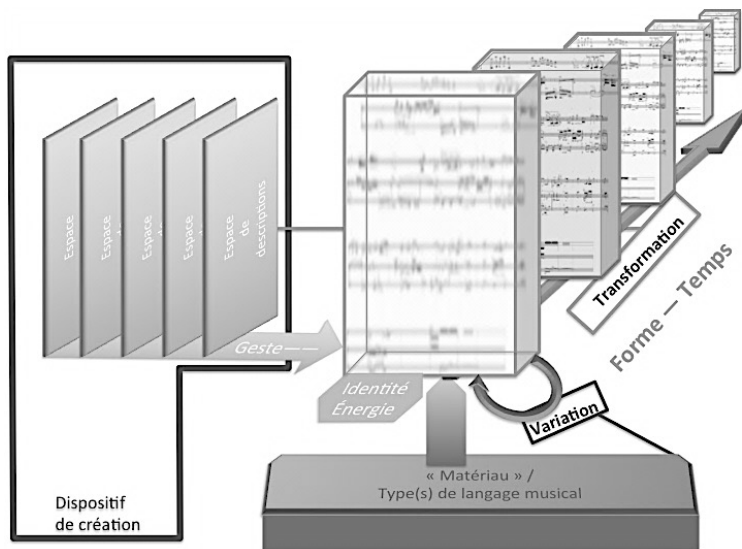 Espace
Espace
Espace
Espace
Espace
de
descriptions
Geste——
Identité
Énergie
Transformation
Forme — Temps
Variation
« Matériau » /
Type(s) de langage musical
Dispositif
de création